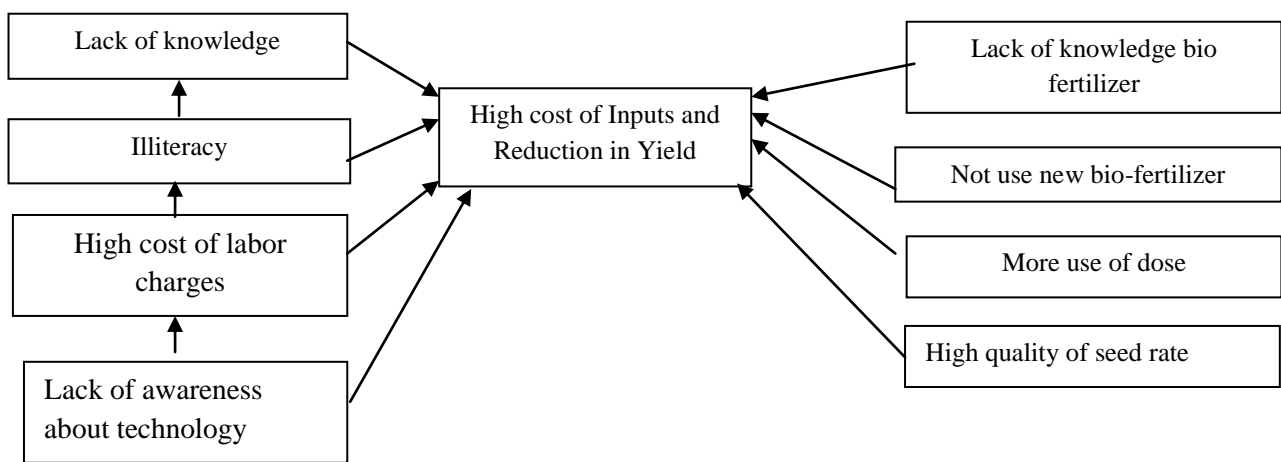 Lack of knowledge
Illiteracy
High cost of labor
charges
Lack of awareness
about technology
High cost of Inputs and
Reduction in Yield
Lack of knowledge bio
fertilizer
Not use new bio-fertilizer
More use of dose
High quality of seed rate